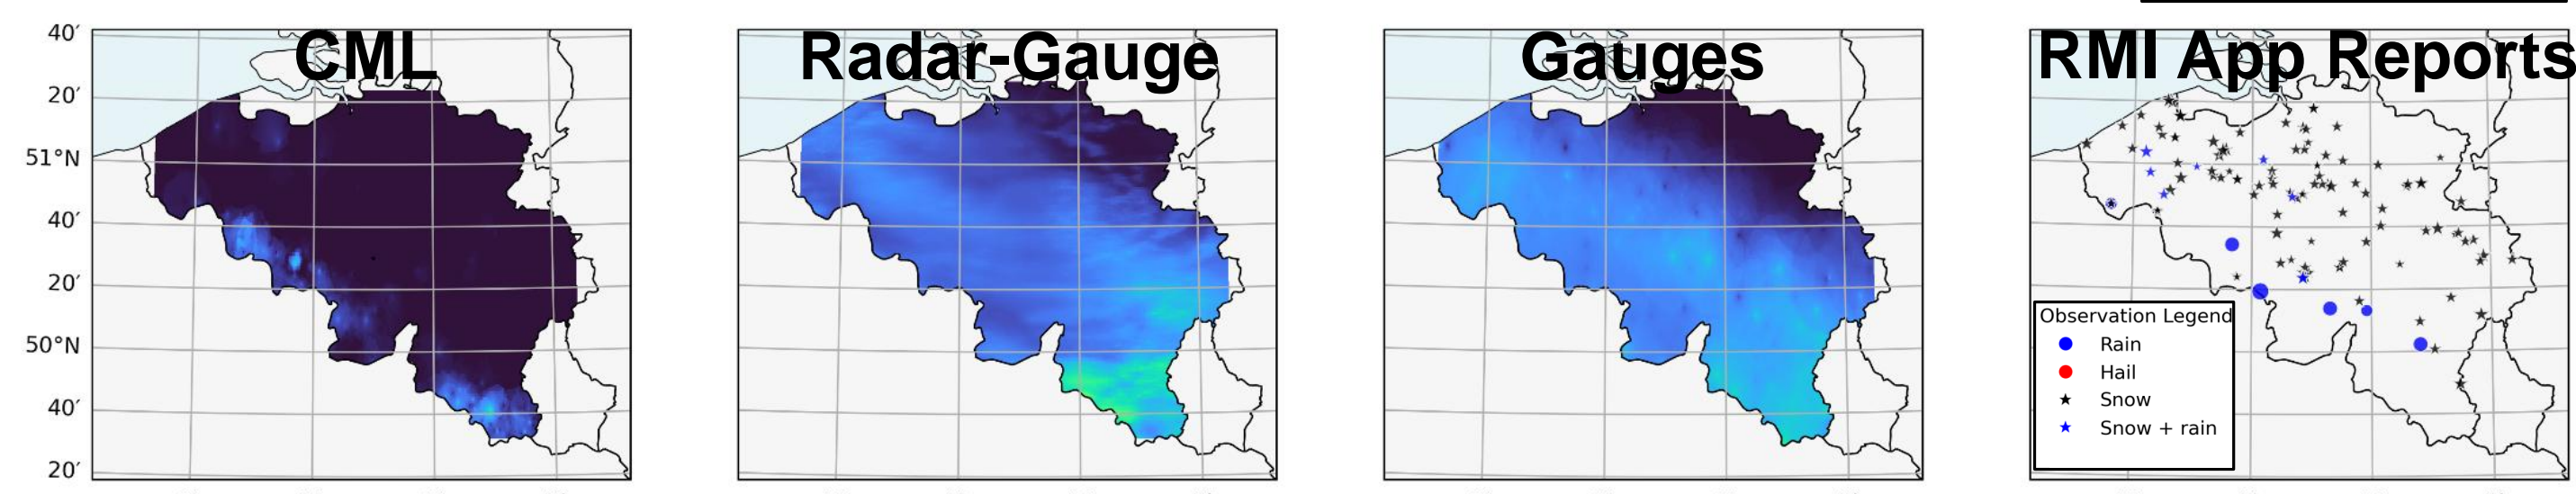 CML
Radar-Gauge
Gauges
RMI App Reports
40′
20′
51°N
40′
20′
50°N
40′
20′
Observation Legend
Rain
Hail
Snow
Snow + rain